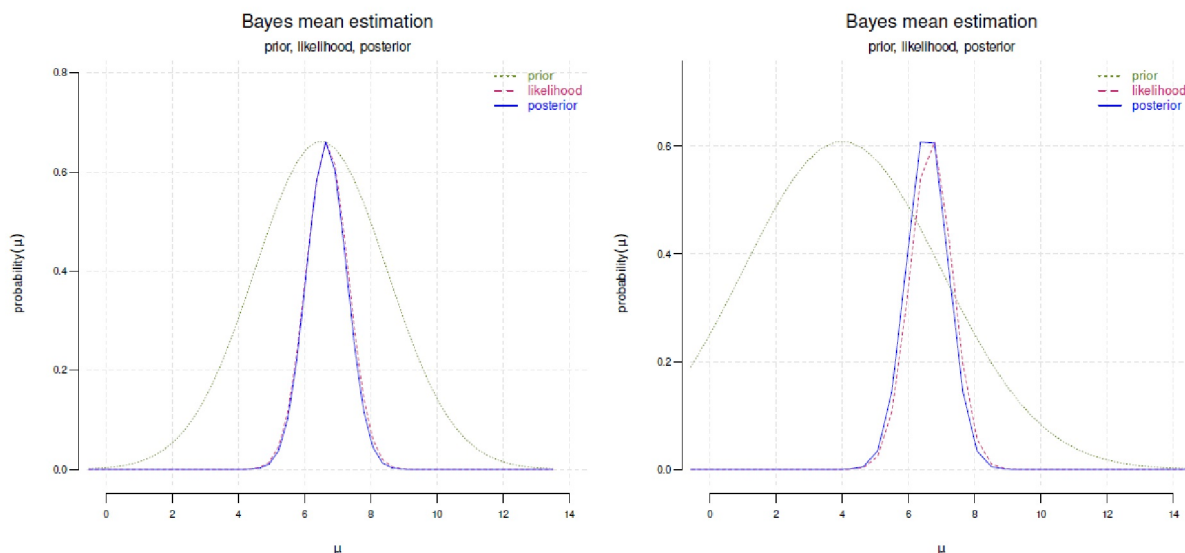 Bayes mean estimation
prior, likelihood, posterior
prior
likelihood
posterior
probability(μ)
0.8
0.6
0.4
0.2
0.0
0 2 4 6 8 10 12 14
μ
Bayes mean estimation
prior, likelihood, posterior
prior
likelihood
posterior
probability(μ)
0.6
0.4
0.2
0.0
0 2 4 6 8 10 12 14
μ